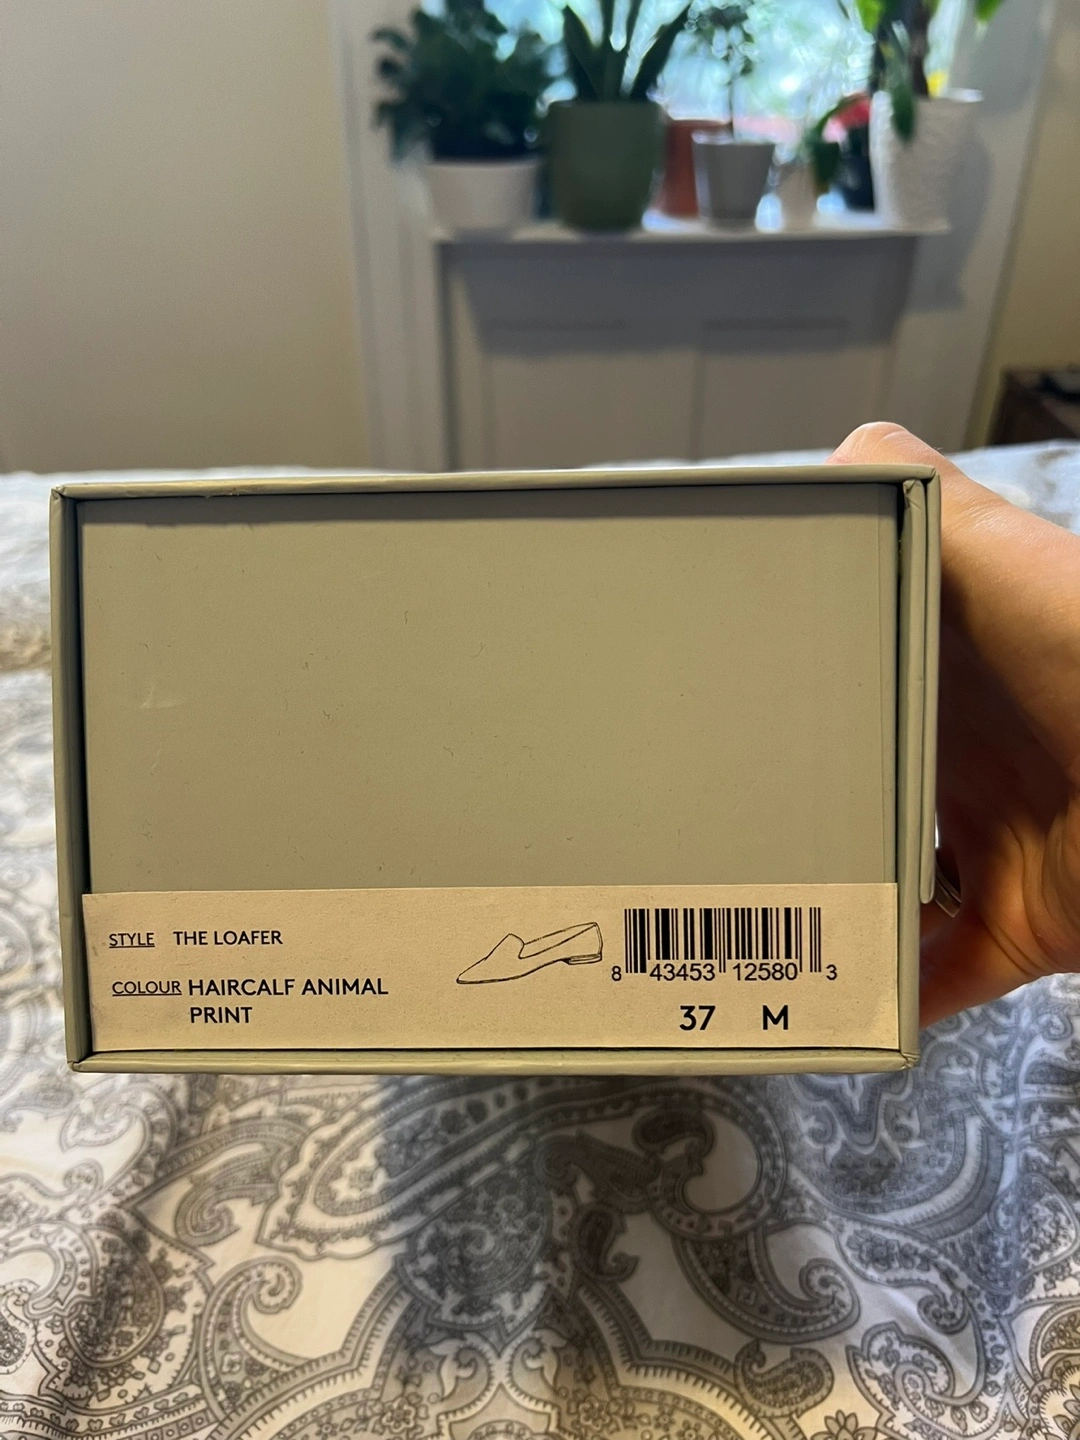 STYLE THE LOAFER
COLOUR HAIRCALF ANIMAL
PRINT
8 43453 12580 3
37 M